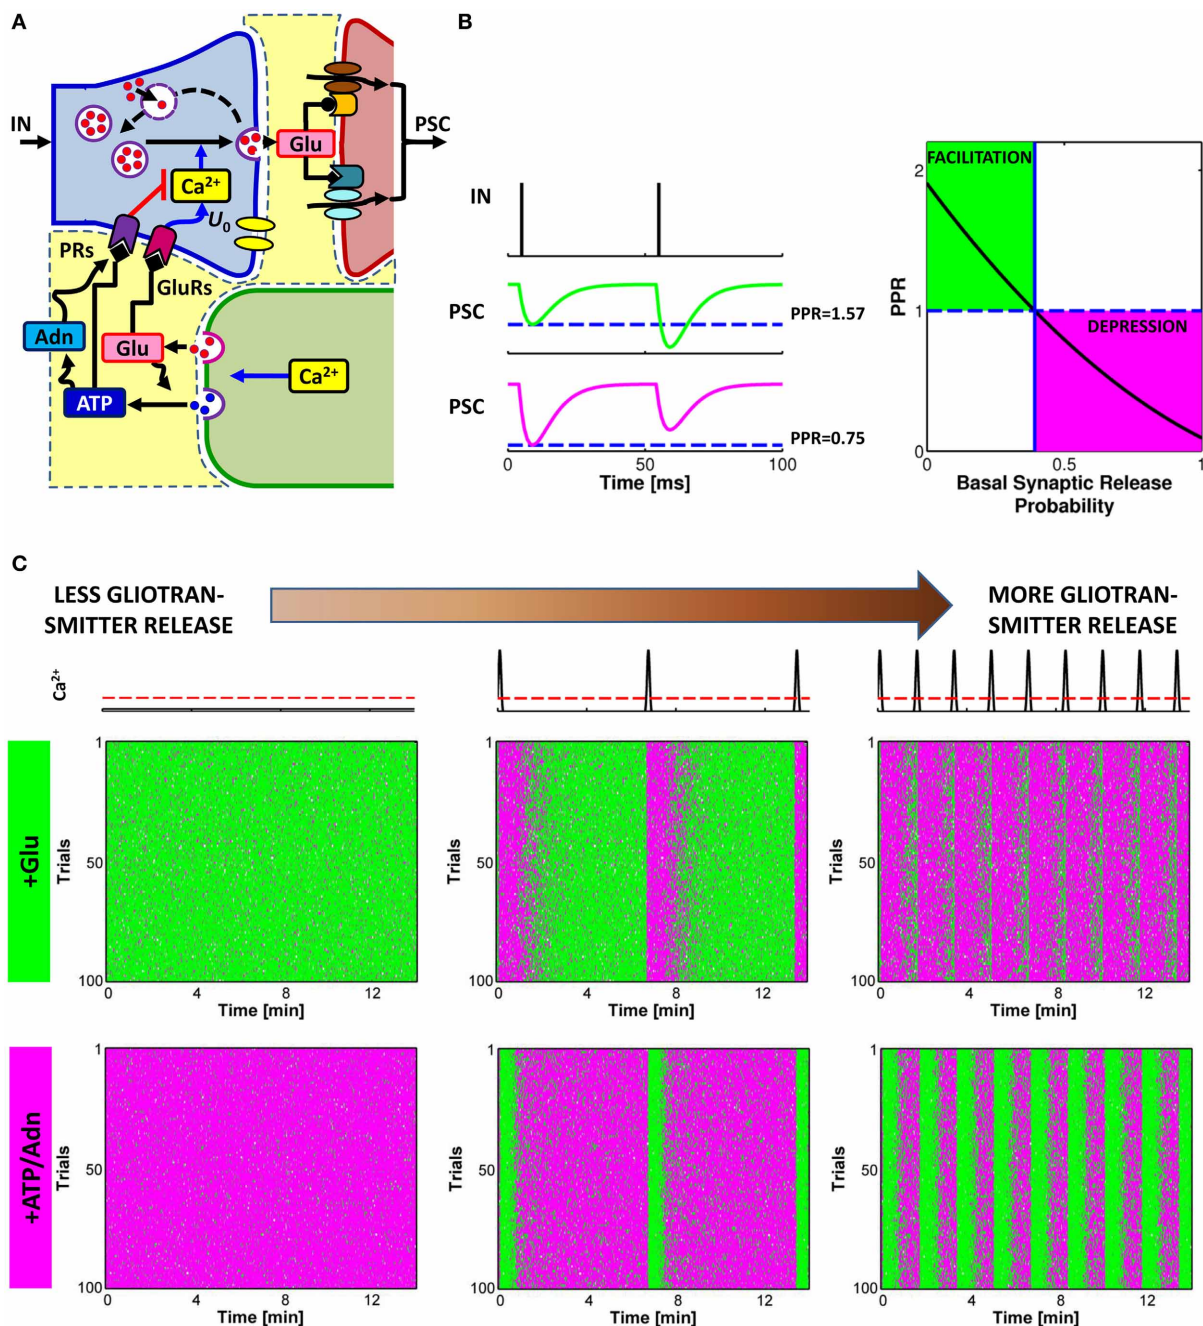 A
IN
Glu
PSC
Ca2+
U0
PRs
GluRs
Adn
Glu
ATP
Ca2+
B
IN
PSC
PPR=1.57
PSC
PPR=0.75
0
50
100
Time [ms]
FACILITATION
DEPRESSION
PPR
2
1
0
0
0.5
1
Basal Synaptic Release
Probability
C
LESS GLIOTRAN-
SMITTER RELEASE
MORE GLIOTRAN-
SMITTER RELEASE
Ca2+
+Glu
Trials
1
50
100
0
4
8
12
Time [min]
Trials
1
50
100
0
4
8
12
Time [min]
Trials
1
50
100
0
4
8
12
Time [min]
+ATP/Adn
Trials
1
50
100
0
4
8
12
Time [min]
Trials
1
50
100
0
4
8
12
Time [min]
Trials
1
50
100
0
4
8
12
Time [min]